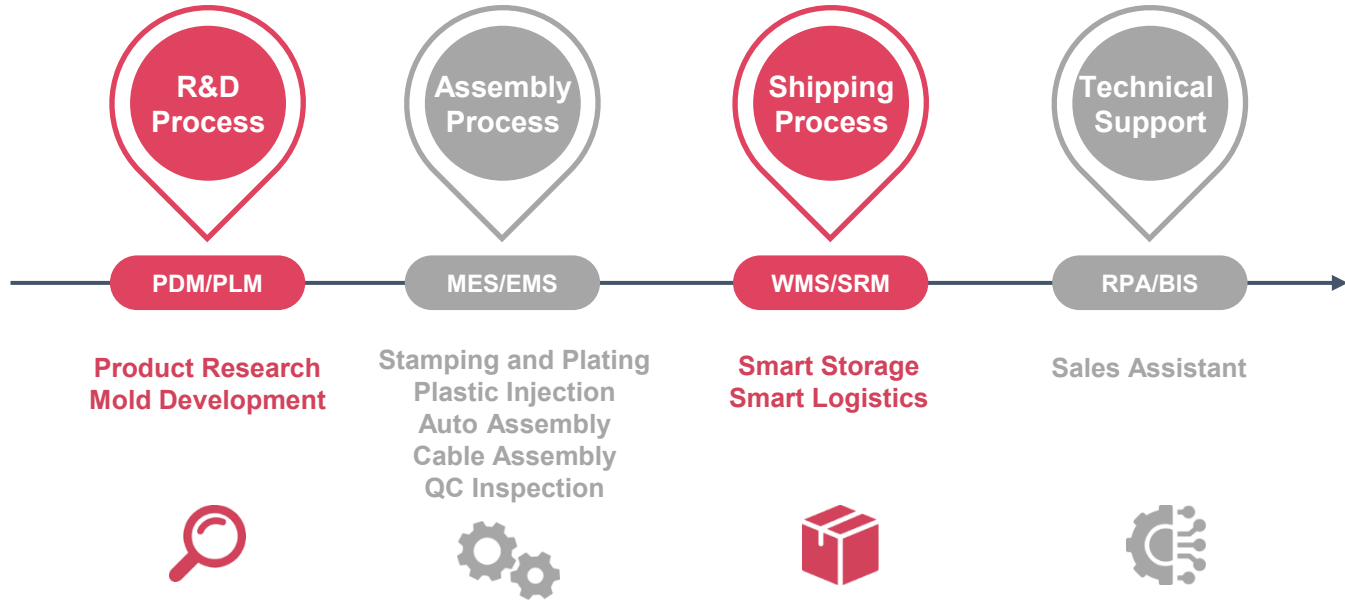 R&D
Process
Assembly
Process
Shipping
Process
Technical
Support
PDM/PLM
MES/EMS
WMS/SRM
RPA/BIS
Product Research
Mold Development
Stamping and Plating
Plastic Injection
Auto Assembly
Cable Assembly
QC Inspection
Smart Storage
Smart Logistics
Sales Assistant